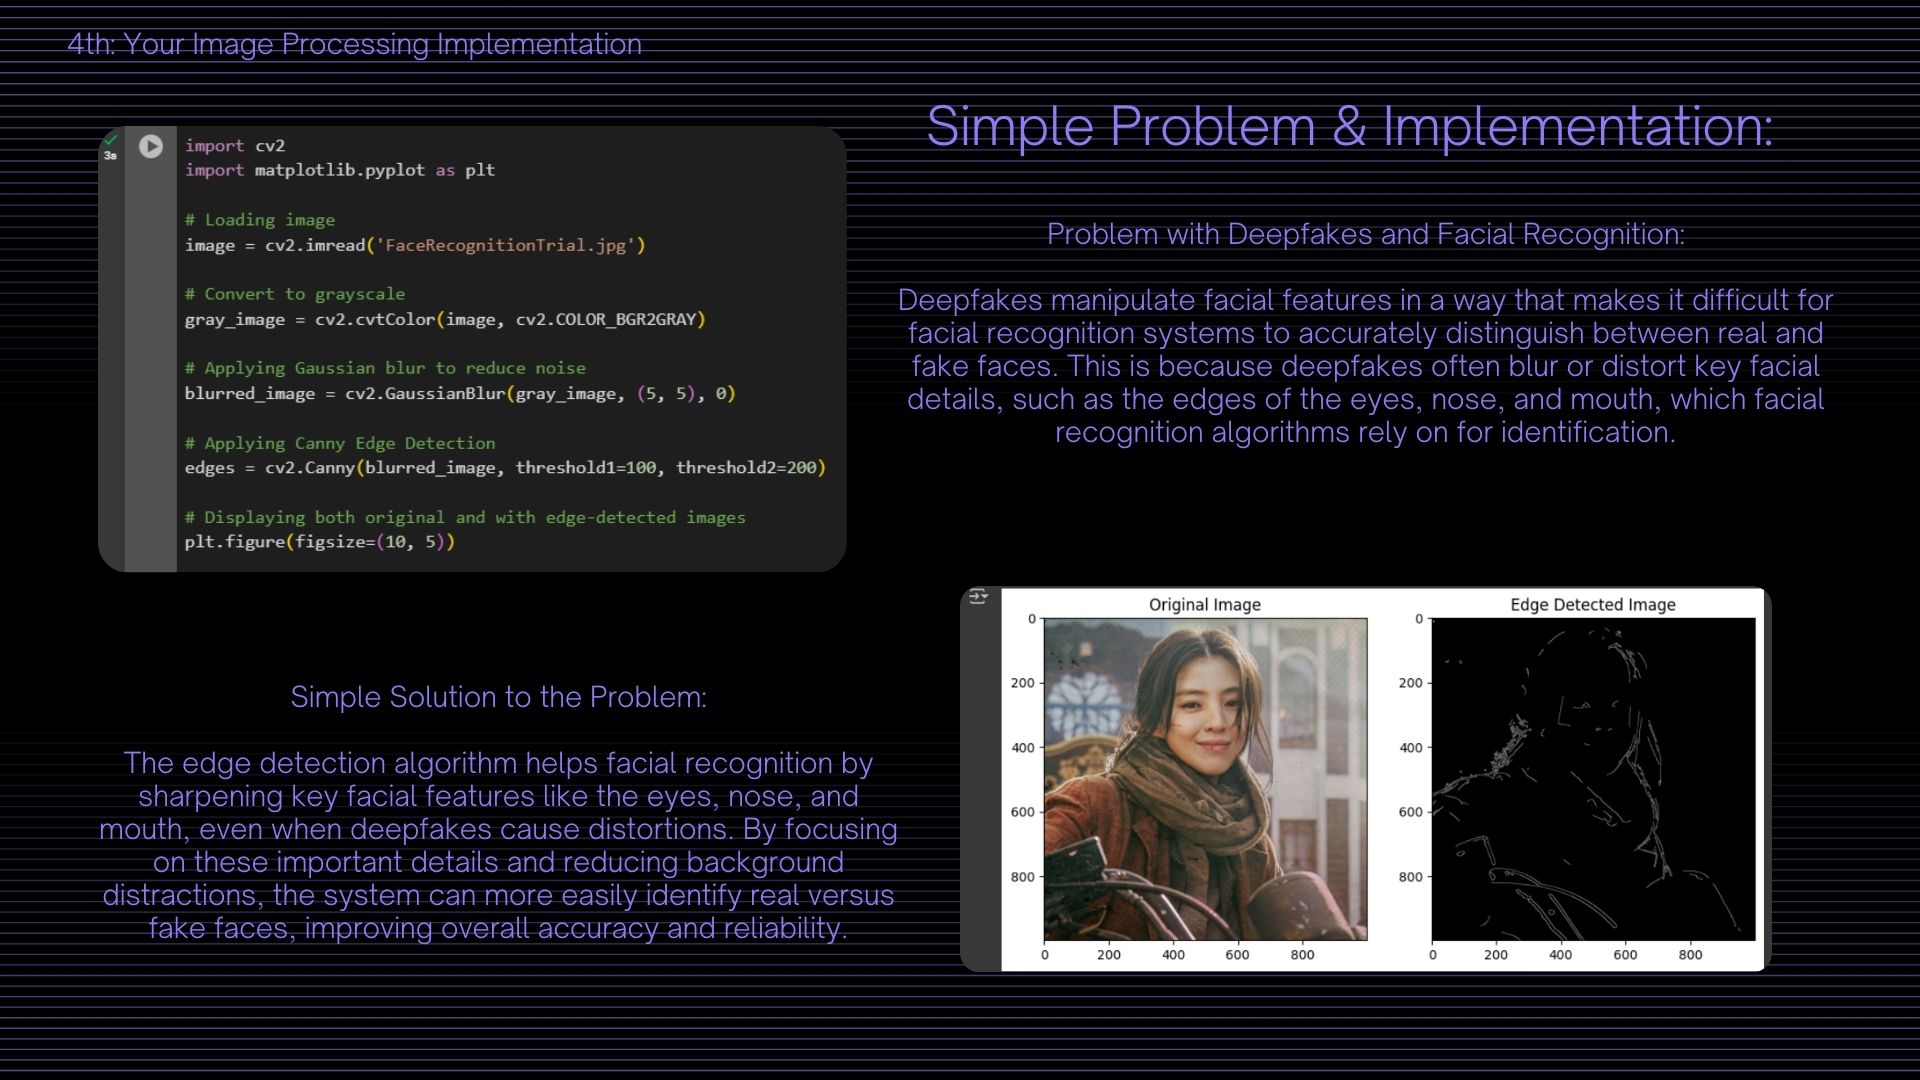 4th: Your Image Processing Implementation
3s
import cv2
import matplotlib.pyplot as plt
# Loading image
image = cv2.imread('FaceRecognitionTrial.jpg')
# Convert to grayscale
gray_image = cv2.cvtColor(image, cv2.COLOR_BGR2GRAY)
# Applying Gaussian blur to reduce noise
blurred_image = cv2.GaussianBlur(gray_image, (5, 5), 0)
# Applying Canny Edge Detection
edges = cv2.Canny(blurred_image, threshold1=100, threshold2=200)
# Displaying both original and with edge-detected images
plt.figure(figsize=(10, 5))
Simple Problem & Implementation:
Problem with Deepfakes and Facial Recognition:
Deepfakes manipulate facial features in a way that makes it difficult for
facial recognition systems to accurately distinguish between real and
fake faces. This is because deepfakes often blur or distort key facial
details, such as the edges of the eyes, nose, and mouth, which facial
recognition algorithms rely on for identification.
Simple Solution to the Problem:
The edge detection algorithm helps facial recognition by
sharpening key facial features like the eyes, nose, and
mouth, even when deepfakes cause distortions. By focusing
on these important details and reducing background
distractions, the system can more easily identify real versus
fake faces, improving overall accuracy and reliability.
Original Image
0
200
400
600
800
0 200 400 600 800
Edge Detected Image
0
200
400
600
800
0 200 400 600 800